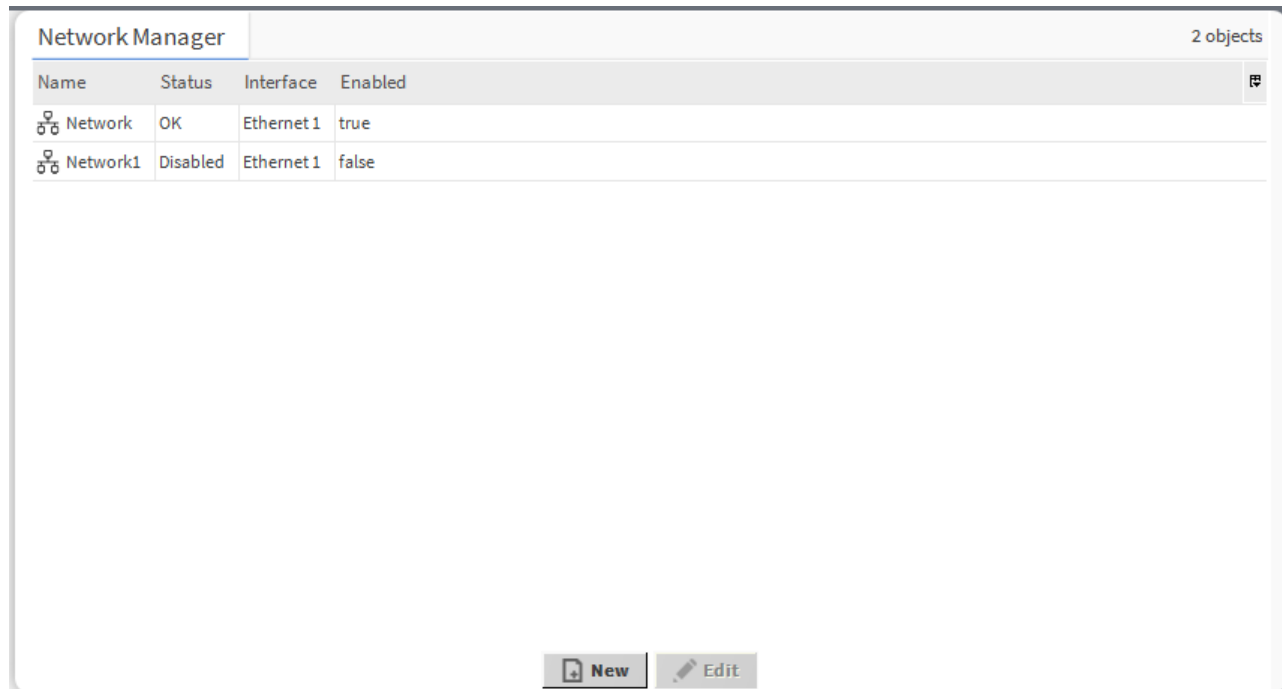 Network Manager 2 objects
Name Status Interface Enabled
Network OK Ethernet 1 true
Network1 Disabled Ethernet 1 false
New Edit